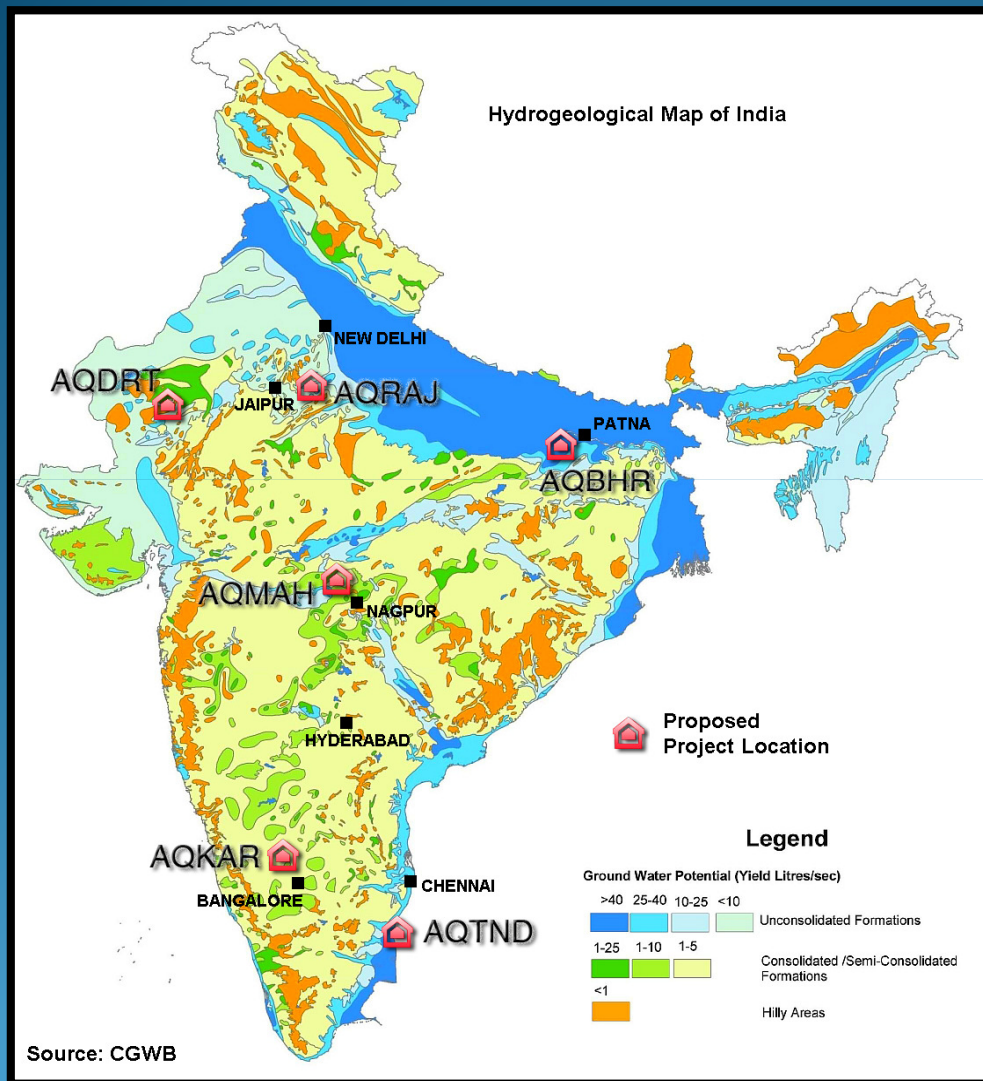 Hydrogeological Map of India
NEW DELHI
AQDRT
JAIPUR
AQRAJ
PATNA
AQBHR
AQMAH
NAGPUR
HYDERABAD
Proposed
Project Location
AQKAR
BANGALORE
CHENNAI
AQTND
Legend
Ground Water Potential (Yield Litres/sec)
>40 25-40 10-25 <10
Unconsolidated Formations
1-25 1-10 1-5
Consolidated /Semi-Consolidated
Formations
<1
Hilly Areas
Source: CGWB